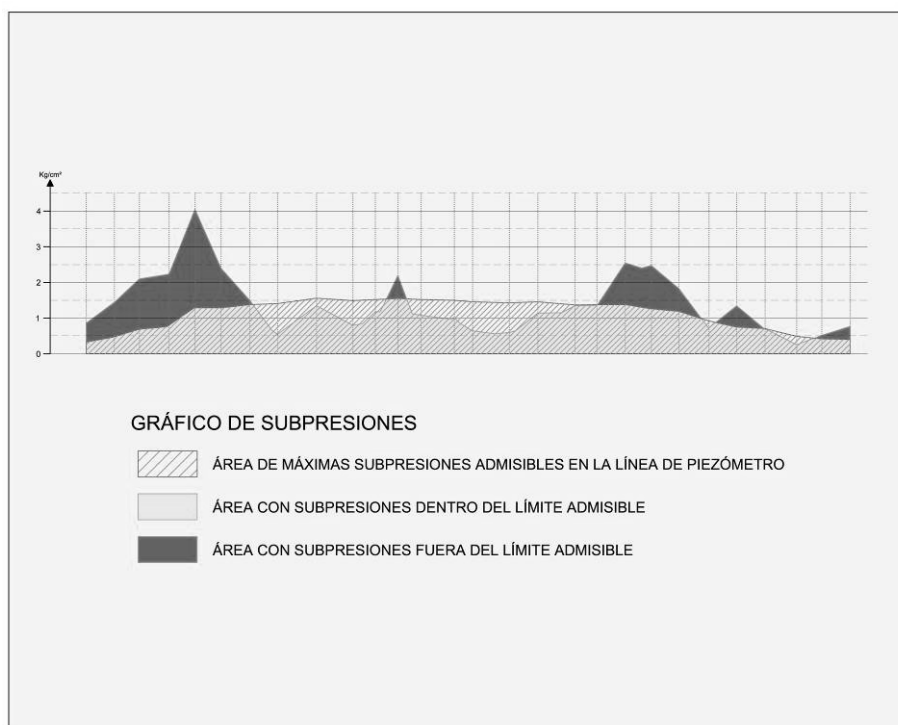 Kg/cm²
4
3
2
1
0
GRÁFICO DE SUBPRESIONES
ÁREA DE MÁXIMAS SUBPRESIONES ADMISIBLES EN LA LÍNEA DE PIEZÓMETRO
ÁREA CON SUBPRESIONES DENTRO DEL LÍMITE ADMISIBLE
ÁREA CON SUBPRESIONES FUERA DEL LÍMITE ADMISIBLE